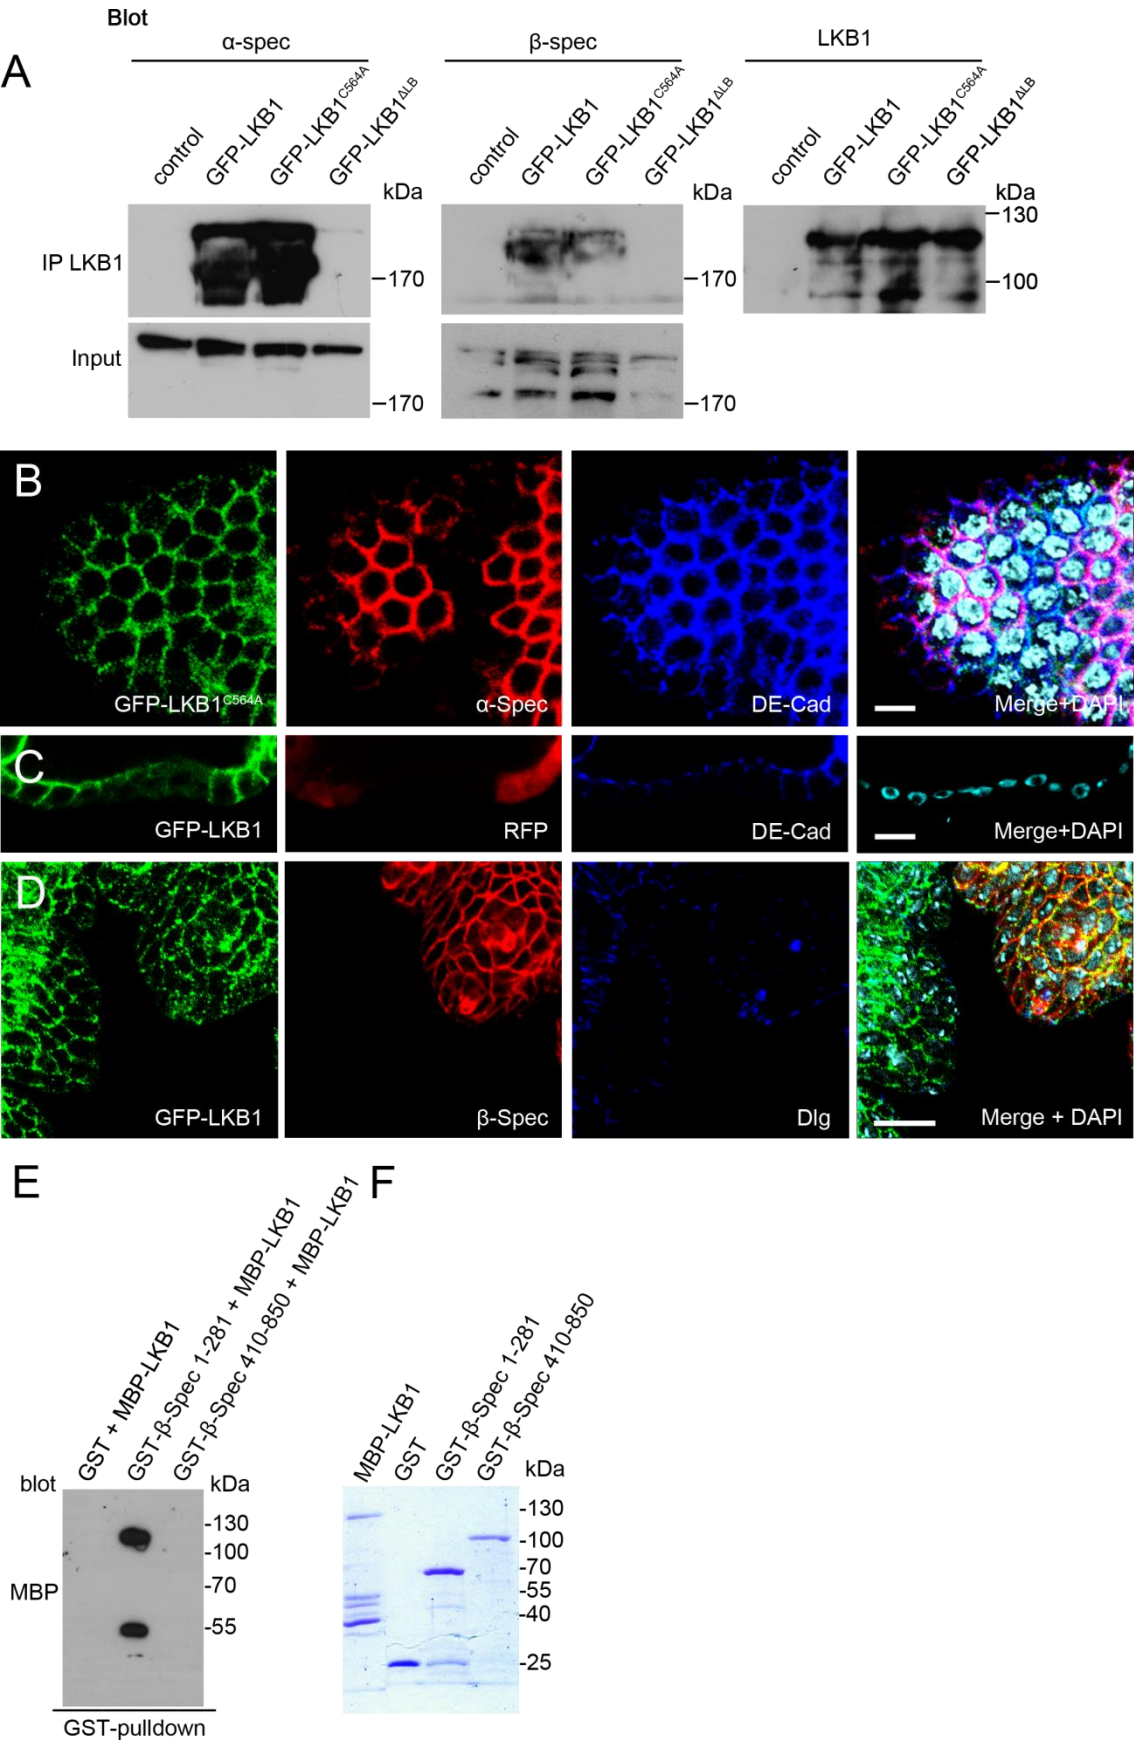 Blot
α-spec
β-spec
LKB1
A
control
GFP-LKB1
GFP-LKB1C564A
GFP-LKB1ΔLB
kDa
control
GFP-LKB1
GFP-LKB1C564A
GFP-LKB1ΔLB
kDa
control
GFP-LKB1
GFP-LKB1C564A
GFP-LKB1ΔLB
kDa
IP LKB1
–170
–170
–130
–100
Input
–170
–170
B
GFP-LKB1C564A
α-Spec
DE-Cad
Merge+DAPI
C
GFP-LKB1
RFP
DE-Cad
Merge+DAPI
D
GFP-LKB1
β-Spec
Dlg
Merge + DAPI
E
GST + MBP-LKB1
GST-β-Spec 1-281 + MBP-LKB1
GST-β-Spec 410-850 + MBP-LKB1
blot
kDa
-130
-100
-70
-55
MBP
GST-pulldown
F
MBP-LKB1
GST
GST-β-Spec 1-281
GST-β-Spec 410-850
kDa
-130
-100
-70
-55
-40
-25